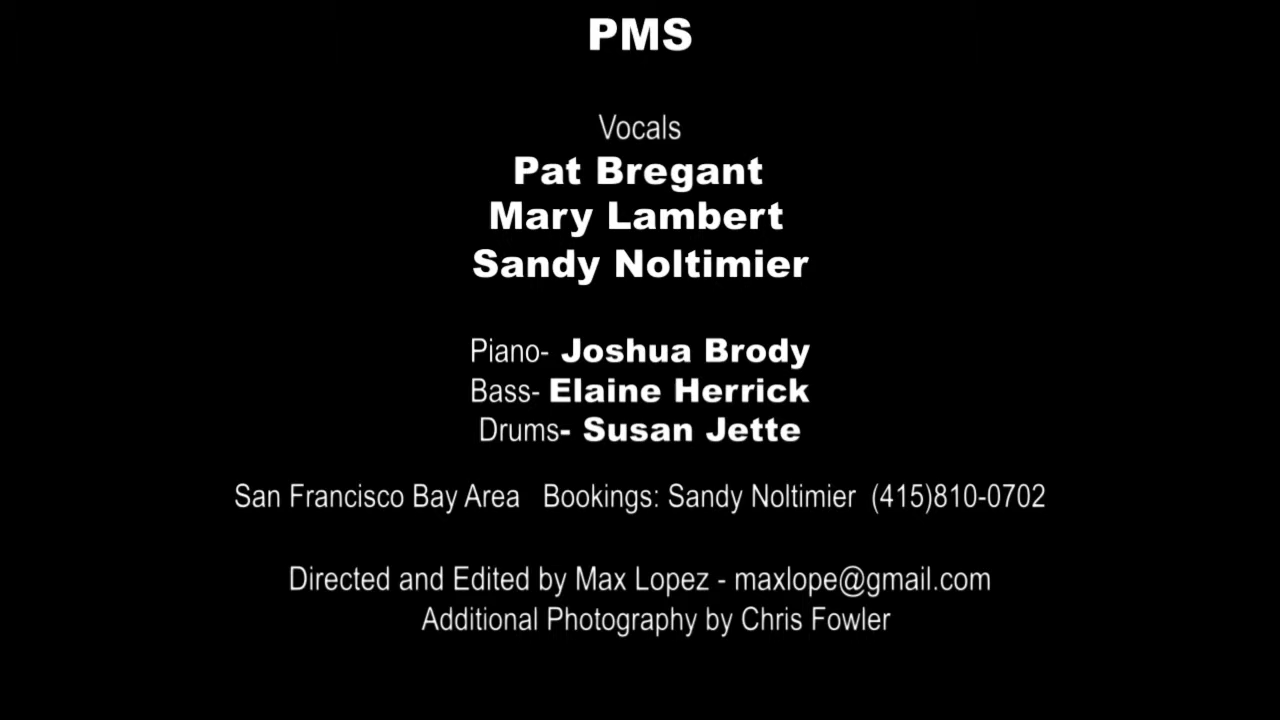 PMS
Vocals
Pat Bregant
Mary Lambert
Sandy Noltimier
Piano- Joshua Brody
Bass- Elaine Herrick
Drums- Susan Jette
San Francisco Bay Area   Bookings: Sandy Noltimier  (415)810-0702
Directed and Edited by Max Lopez - maxlope@gmail.com
Additional Photography by Chris Fowler